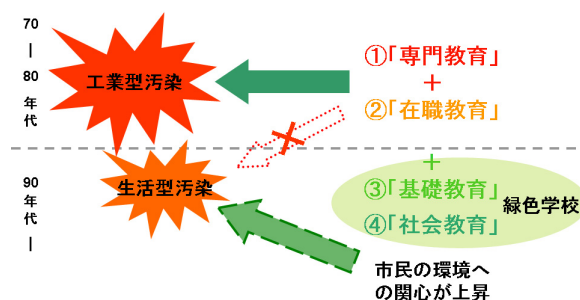 70
|
80
年
代
工業型汚染
①「専門教育」
+
②「在職教育」
90
年
代
|
生活型汚染
+
③「基礎教育」
④「社会教育」
緑色学校
市民の環境へ
の関心が上昇